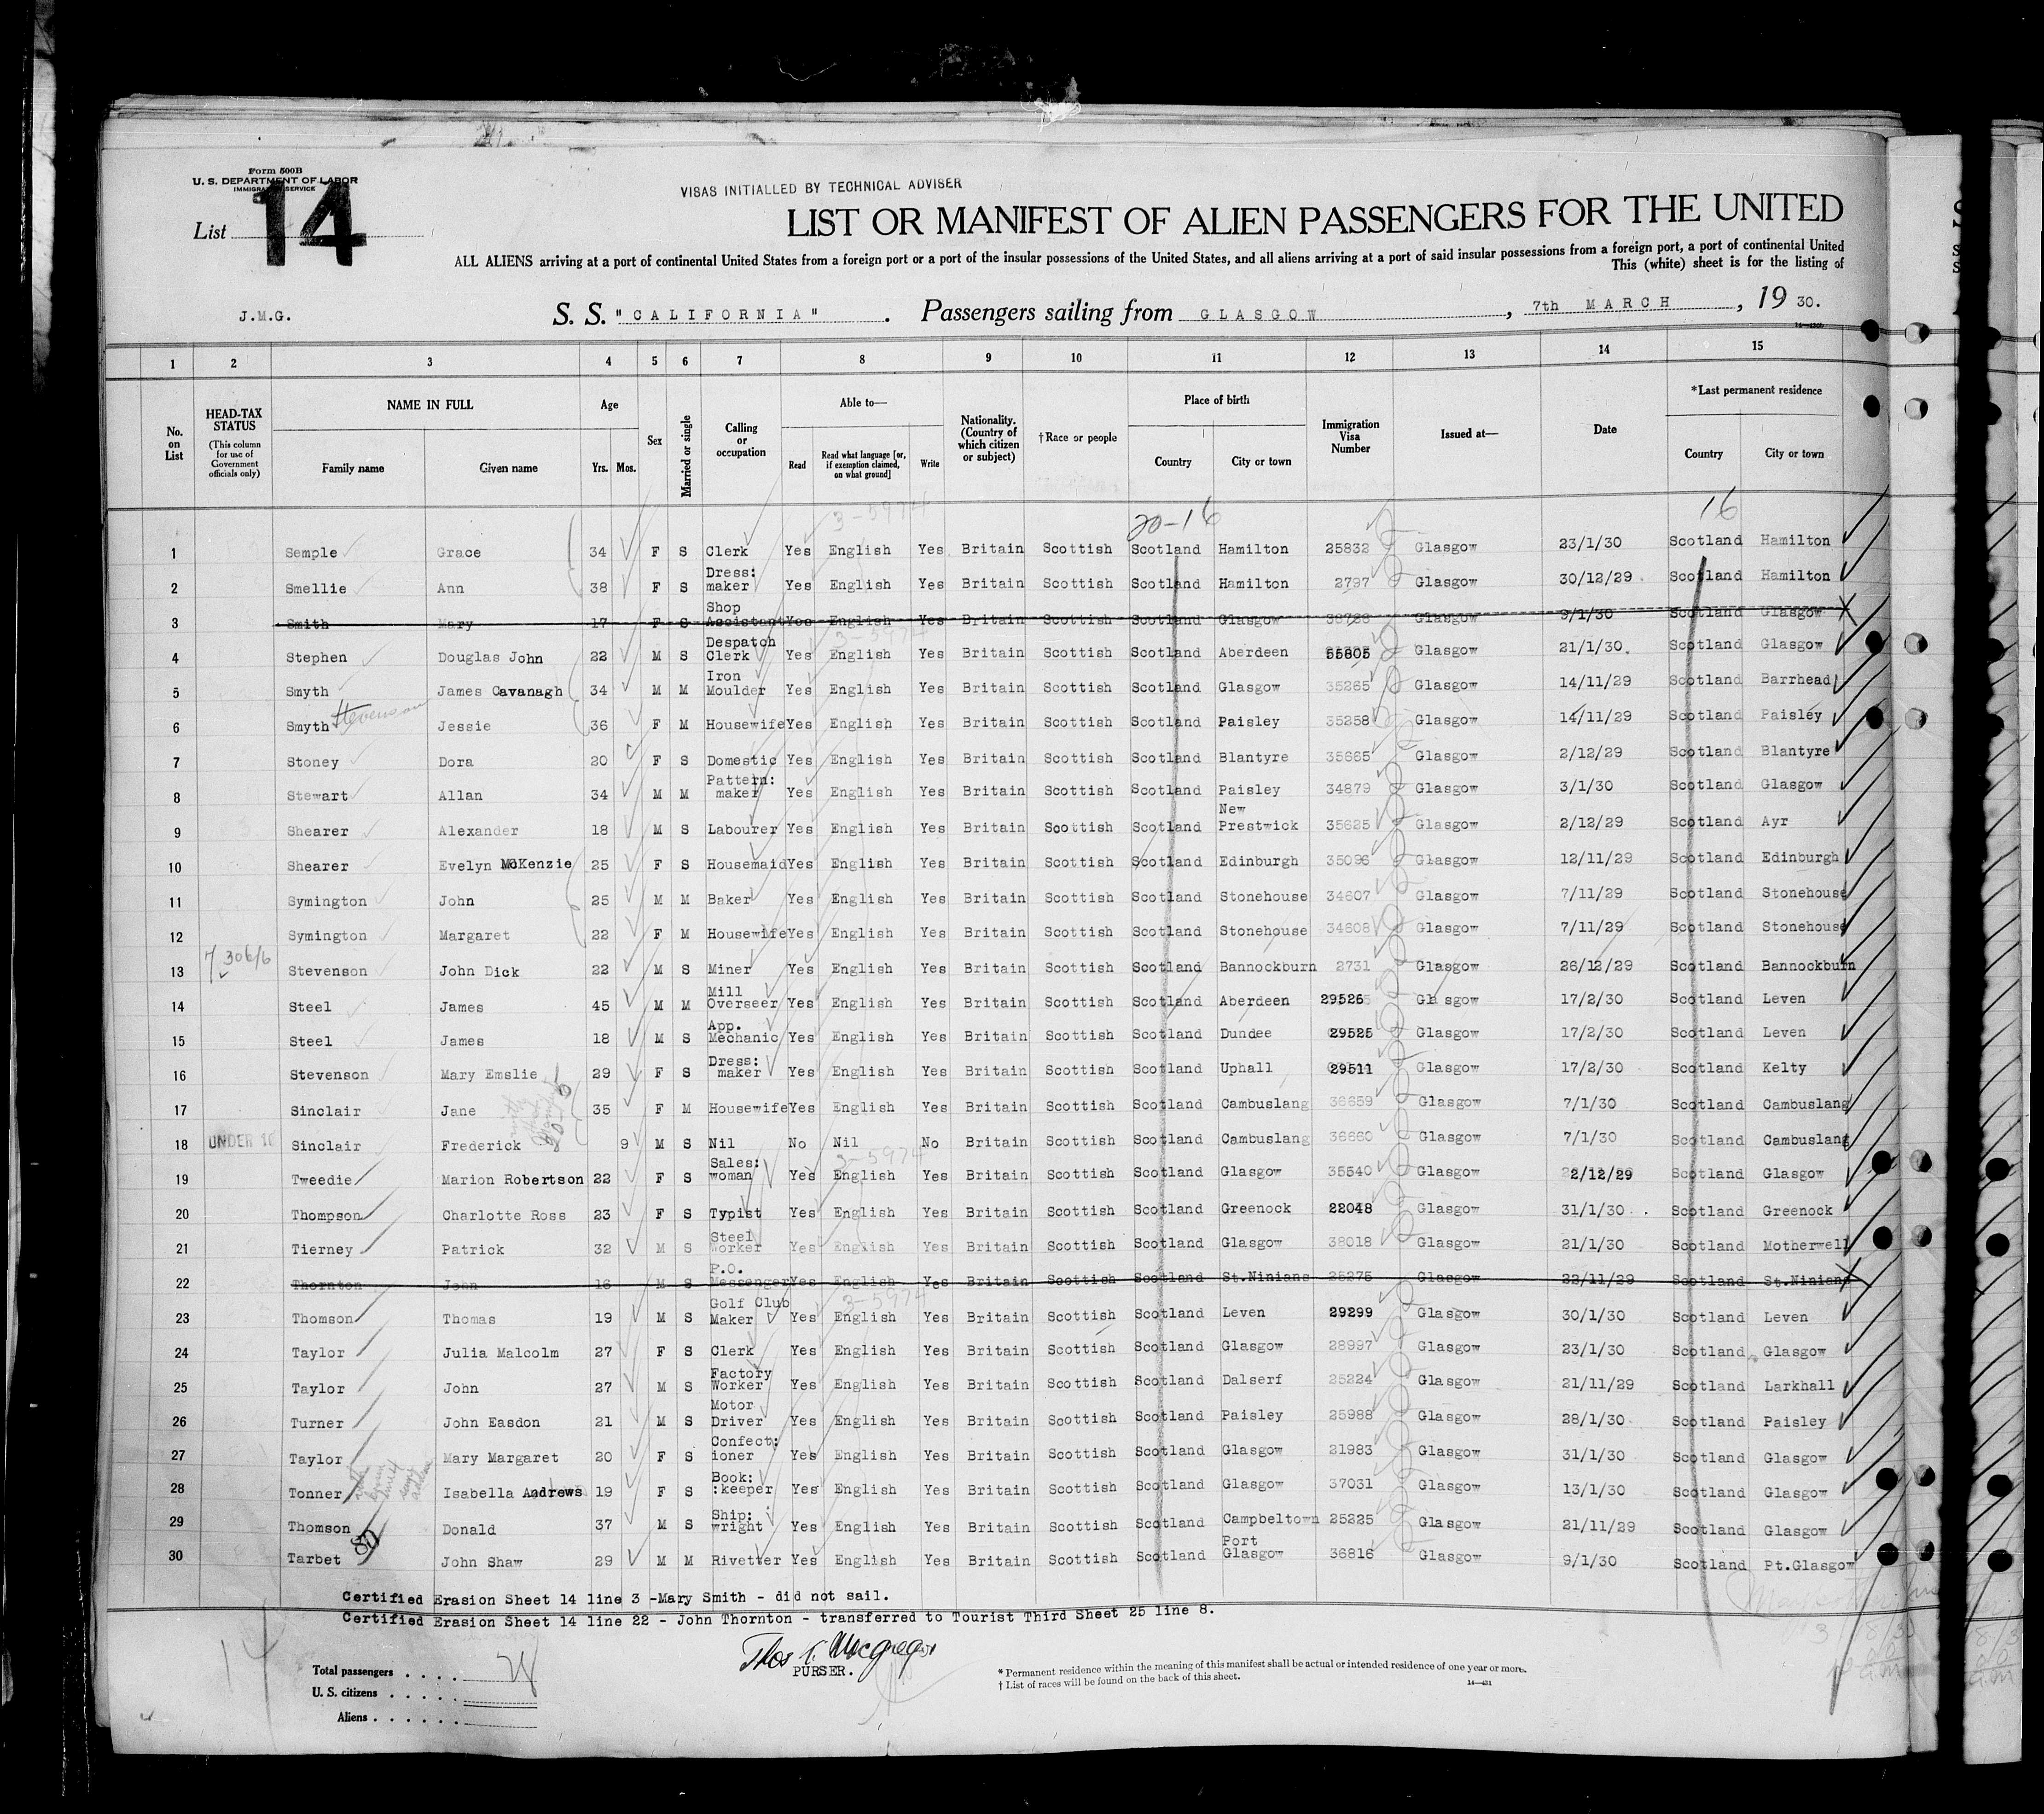 Form 500B
U. S. DEPARTMENT OF LABOR
IMMIGRATION SERVICE
List 14
VISAS INITIALLED BY TECHNICAL ADVISER
LIST OR MANIFEST OF ALIEN PASSENGERS FOR THE UNITED
ALL ALIENS arriving at a port of continental United States from a foreign port or a port of the insular possessions of the United States, and all aliens arriving at a port of said insular possessions from a foreign port, a port of continental United
This (white) sheet is for the listing of
J.M.G. S. S. "CALIFORNIA" . Passengers sailing from GLASGOW , 7th MARCH , 19 30.
1 2 3 4 5 6 7 8 9 10 11 12 13 14 15
No. on List HEAD-TAX STATUS (This column for use of Government officials only) NAME IN FULL Family name Given name Age Yrs. Mos. Sex Married or single Calling or occupation Able to— Read Read what language [or, if exemption claimed, on what ground] Write Nationality. (Country of which citizen or subject) †Race or people Place of birth Country City or town Immigration Visa Number Issued at— Date *Last permanent residence Country City or town
3-5974 20-16 16
1 Semple Grace 34 F S Clerk Yes English Yes Britain Scottish Scotland Hamilton 25832 Glasgow 23/1/30 Scotland Hamilton
2 Smellie Ann 38 F S Dress: maker Yes English Yes Britain Scottish Scotland Hamilton 2797 Glasgow 30/12/29 Scotland Hamilton
3 Smith Mary 17 F S Shop Assistant Yes English Yes Britain Scottish Scotland Glasgow Glasgow 9/1/30 Scotland Glasgow
3-5974
4 Stephen Douglas John 22 M S Despatch Clerk Yes English Yes Britain Scottish Scotland Aberdeen Glasgow 21/1/30. Scotland Glasgow
5 Smyth James Cavanagh 34 M M Iron Moulder Yes English Yes Britain Scottish Scotland Glasgow 35265 Glasgow 14/11/29 Scotland Barrhead
6 Smyth Stevenson Jessie 36 F M Housewife Yes English Yes Britain Scottish Scotland Paisley 35258 Glasgow 14/11/29 Scotland Paisley
7 Stoney Dora 20 F S Domestic Yes English Yes Britain Scottish Scotland Blantyre 35665 Glasgow 2/12/29 Scotland Blantyre
8 Stewart Allan 34 M M Pattern: maker Yes English Yes Britain Scottish Scotland Paisley 34879 Glasgow 3/1/30 Scotland Glasgow
9 Shearer Alexander 18 M S Labourer Yes English Yes Britain Scottish Scotland New Prestwick 35625 Glasgow 2/12/29 Scotland Ayr
10 Shearer Evelyn McKenzie 25 F S Housemaid Yes English Yes Britain Scottish Scotland Edinburgh 35096 Glasgow 12/11/29 Scotland Edinburgh
11 Symington John 25 M M Baker Yes English Yes Britain Scottish Scotland Stonehouse 34607 Glasgow 7/11/29 Scotland Stonehouse
12 Symington Margaret 22 F M Housewife Yes English Yes Britain Scottish Scotland Stonehouse 34608 Glasgow 7/11/29 Scotland Stonehouse
13 Stevenson John Dick 22 M S Miner Yes English Yes Britain Scottish Scotland Bannockburn 2731 Glasgow 26/12/29 Scotland Bannockburn
14 Steel James 45 M M Mill Overseer Yes English Yes Britain Scottish Scotland Aberdeen 29526 Glasgow 17/2/30 Scotland Leven
15 Steel James 18 M S App. Mechanic Yes English Yes Britain Scottish Scotland Dundee 29525 Glasgow 17/2/30 Scotland Leven
16 Stevenson Mary Emslie 29 F S Dress: maker Yes English Yes Britain Scottish Scotland Uphall 29511 Glasgow 17/2/30 Scotland Kelty
17 Sinclair Jane 35 F M Housewife Yes English Yes Britain Scottish Scotland Cambuslang 36659 Glasgow 7/1/30 Scotland Cambuslang
18 UNDER 16 Sinclair Frederick 9 M S Nil No Nil No Britain Scottish Scotland Cambuslang 36660 Glasgow 7/1/30 Scotland Cambuslang
3-5974
19 Tweedie Marion Robertson 22 F S Sales: woman Yes English Yes Britain Scottish Scotland Glasgow 35540 Glasgow 2/12/29 Scotland Glasgow
20 Thompson Charlotte Ross 23 F S Typist Yes English Yes Britain Scottish Scotland Greenock 22048 Glasgow 31/1/30 . Scotland Greenock
21 Tierney Patrick 32 M S Steel Worker Yes English Yes Britain Scottish Scotland Glasgow 38018 Glasgow 21/1/30 Scotland Motherwell
22 Thornton John 16 M S P.O. Messenger Yes English Yes Britain Scottish Scotland St.Ninians 25275 Glasgow 22/11/29 Scotland St.Ninians
3-5974
23 Thomson Thomas 19 M S Golf Club Maker Yes English Yes Britain Scottish Scotland Leven 29299 Glasgow 30/1/30 Scotland Leven
24 Taylor Julia Malcolm 27 F S Clerk Yes English Yes Britain Scottish Scotland Glasgow 28997 Glasgow 23/1/30 Scotland Glasgow
25 Taylor John 27 M S Factory Worker Yes English Yes Britain Scottish Scotland Dalserf 25224 Glasgow 21/11/29 Scotland Larkhall
26 Turner John Easdon 21 M S Motor Driver Yes English Yes Britain Scottish Scotland Paisley 25988 Glasgow 28/1/30 Scotland Paisley
27 Taylor Mary Margaret 20 F S Confect: ioner Yes English Yes Britain Scottish Scotland Glasgow 21983 Glasgow 31/1/30 Scotland Glasgow
28 Tonner Isabella Andrews 19 F S Book: :keeper Yes English Yes Britain Scottish Scotland Glasgow 37031 Glasgow 13/1/30 Scotland Glasgow
29 Thomson Donald 37 M S Ship: wright Yes English Yes Britain Scottish Scotland Campbeltown 25225 Glasgow 21/11/29 Scotland Glasgow
30 Tarbet John Shaw 29 M M Rivetter Yes English Yes Britain Scottish Scotland Port Glasgow 36816 Glasgow 9/1/30 Scotland Pt.Glasgow
Certified Erasion Sheet 14 line 3 -Mary Smith - did not sail.
Certified Erasion Sheet 14 line 22 - John Thornton - transferred to Tourist Third Sheet 25 line 8.
14
Thos. Macgregor
PURSER.
Total passengers . . . .
U. S. citizens . . . . .
Aliens . . . . . .
* Permanent residence within the meaning of this manifest shall be actual or intended residence of one year or more.
† List of races will be found on the back of this sheet.
14—431